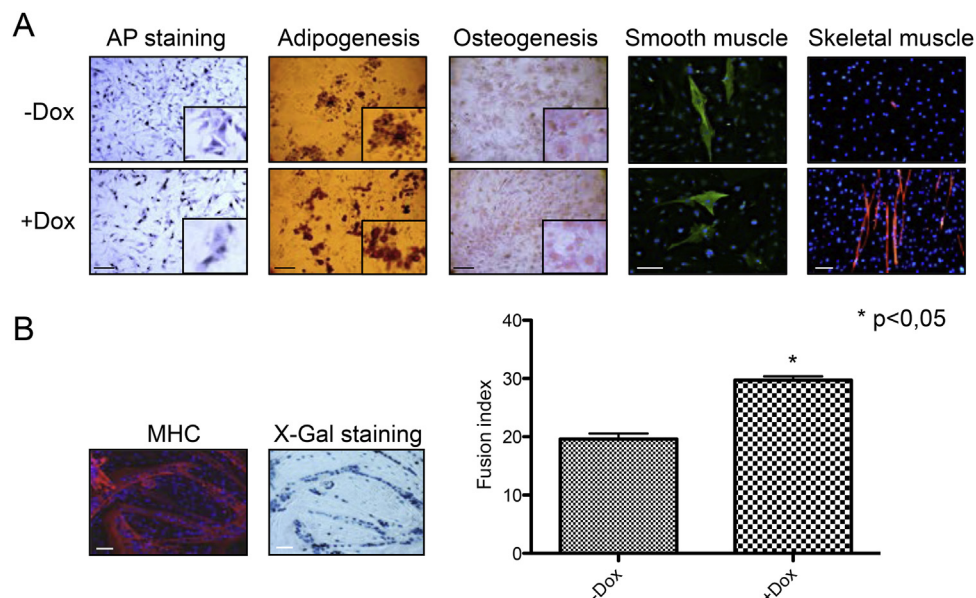 A
AP staining
Adipogenesis
Osteogenesis
Smooth muscle
Skeletal muscle
-Dox
+Dox
B
MHC
X-Gal staining
* p<0,05
40
30
20
10
0
Fusion index
*
-Dox
+Dox